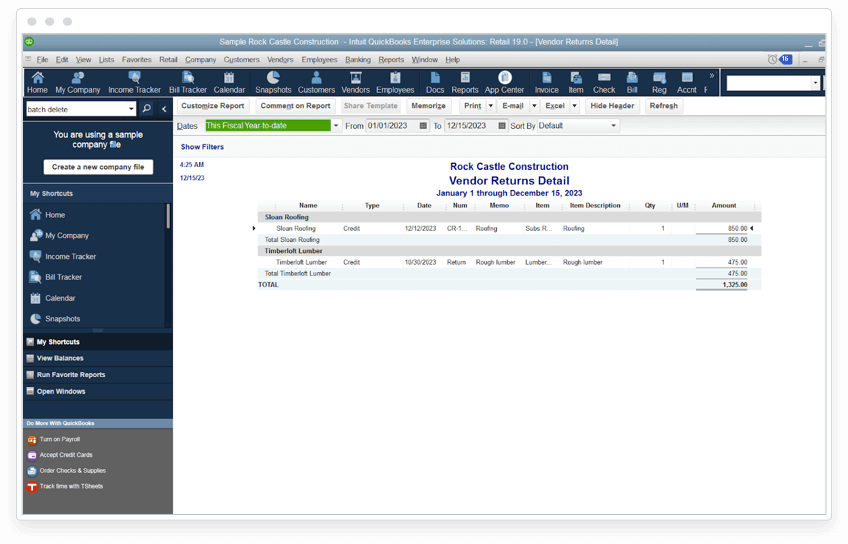 Sample Rock Castle Construction - Intuit QuickBooks Enterprise Solutions: Retail 19.0 - [Vendor Returns Detail]
File Edit View Lists Favorites Retail Company Customers Vendors Employees Banking Reports Window Help
16
Home My Company Income Tracker Bill Tracker Calendar Snapshots Customers Vendors Employees Docs Reports App Center Invoice Item Check Bill Reg Accnt F
batch delete
Customize Report Comment on Report Share Template Memorize Print E-mail Excel Hide Header Refresh
Dates This Fiscal Year-to-date From 01/01/2023 To 12/15/2023 Sort By Default
You are using a sample
company file
Create a new company file
My Shortcuts
Home
My Company
Income Tracker
Bill Tracker
Calendar
Snapshots
My Shortcuts
View Balances
Run Favorite Reports
Open Windows
Do More With QuickBooks
Turn on Payroll
Accept Credit Cards
Order Checks & Supplies
Track time with TSheets
Show Filters
4:25 AM
12/15/23
Rock Castle Construction
Vendor Returns Detail
January 1 through December 15, 2023
Name Type Date Num Memo Item Item Description Qty U/M Amount
Sloan Roofing
Sloan Roofing Credit 12/12/2023 CR-1... Roofing Subs:R... Roofing 1 850.00
Total Sloan Roofing 850.00
Timberloft Lumber
Timberloft Lumber Credit 10/30/2023 Return Rough lumber Lumber... Rough lumber 1 475.00
Total Timberloft Lumber 475.00
TOTAL 1,325.00